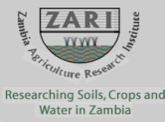 ZARI
Zambia Agriculture Research Institute
Researching Soils, Crops and
Water in Zambia